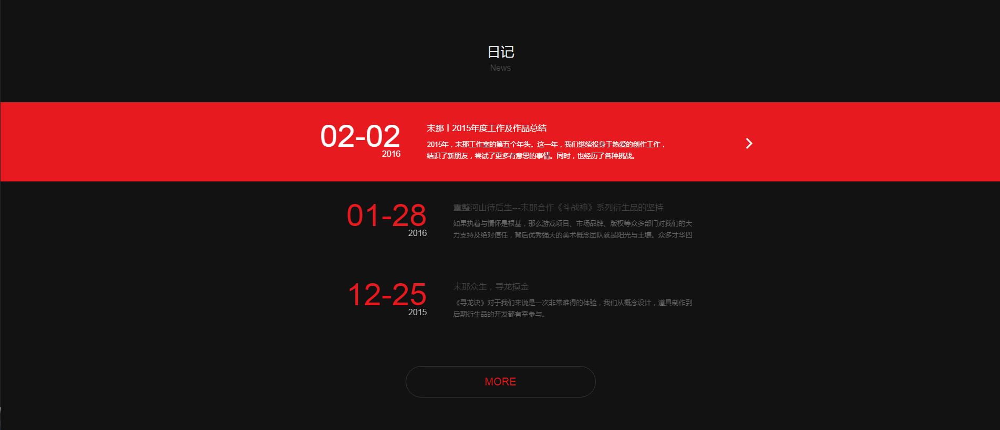 日记
News
02-02
2016
末那丨2015年度工作及作品总结
2015年，末那工作室的第五个年头。这一年，我们继续投身于热爱的创作工作，
结识了新朋友，尝试了更多有意思的事情。同时，也经历了各种挑战。
01-28
2016
重整河山待后生---末那合作《斗战神》系列衍生品的坚持
如果执着与情怀是根基，那么游戏项目、市场品牌、版权等众多部门对我们的大
力支持及绝对信任，背后优秀强大的美术概念团队就是阳光与土壤。众多才华四
12-25
2015
末那众生，寻龙摸金
《寻龙诀》对于我们来说是一次非常难得的体验，我们从概念设计，道具制作到
后期衍生品的开发都有幸参与。
MORE